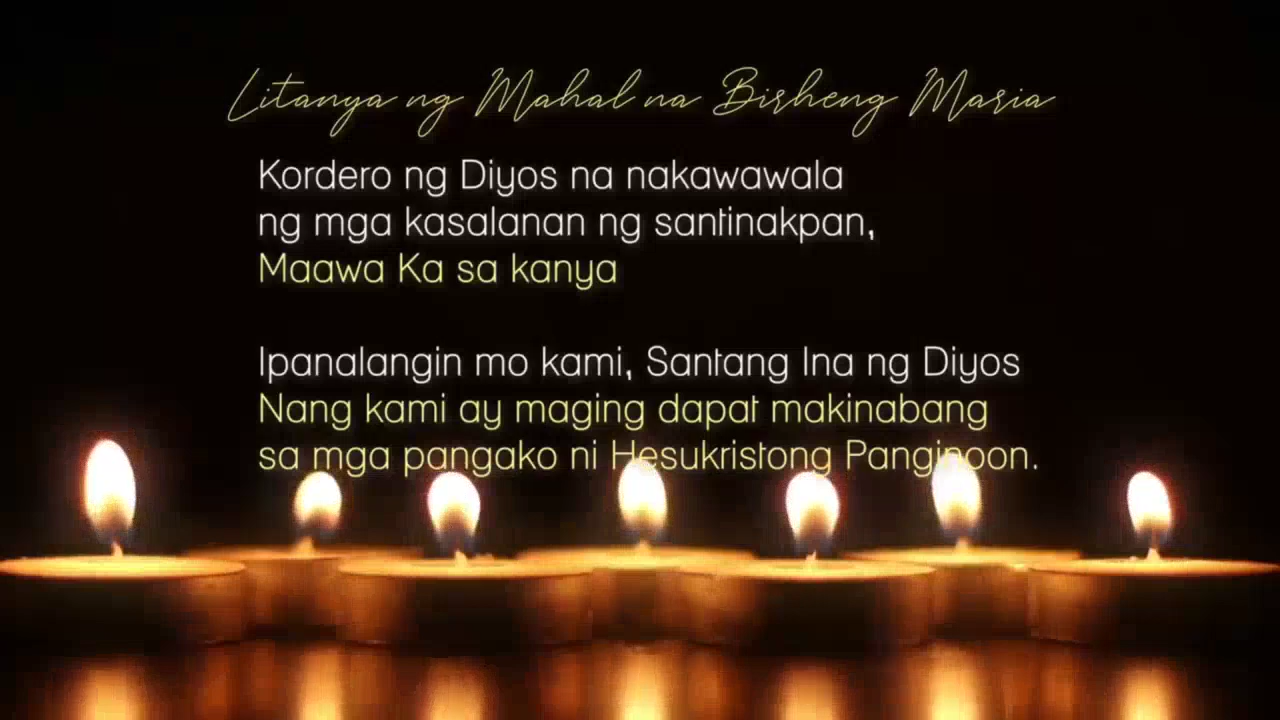 Litanya ng Mahal na Birheng Maria
Kordero ng Diyos na nakawawala
ng mga kasalanan ng santinakpan,
Maawa Ka sa kanya
Ipanalangin mo kami, Santang Ina ng Diyos
Nang kami ay maging dapat makinabang
sa mga pangako ni Hesukristong Panginoon.